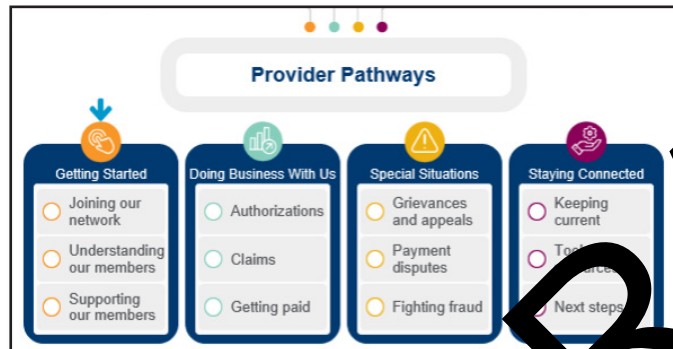 Provider Pathways
Getting Started
Joining our
network
Understanding
our members
Supporting
our members
Doing Business With Us
Authorizations
Claims
Getting paid
Special Situations
Grievances
and appeals
Payment
disputes
Fighting fraud
Staying Connected
Keeping
current
Next steps